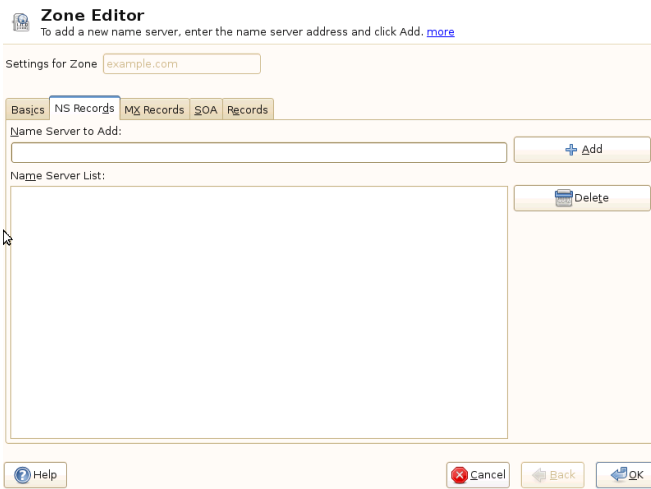 Zone Editor
To add a new name server, enter the name server address and click Add. more
Settings for Zone example.com
Basics NS Records MX Records SOA Records
Name Server to Add:
Add
Name Server List:
Delete
Help Cancel Back OK